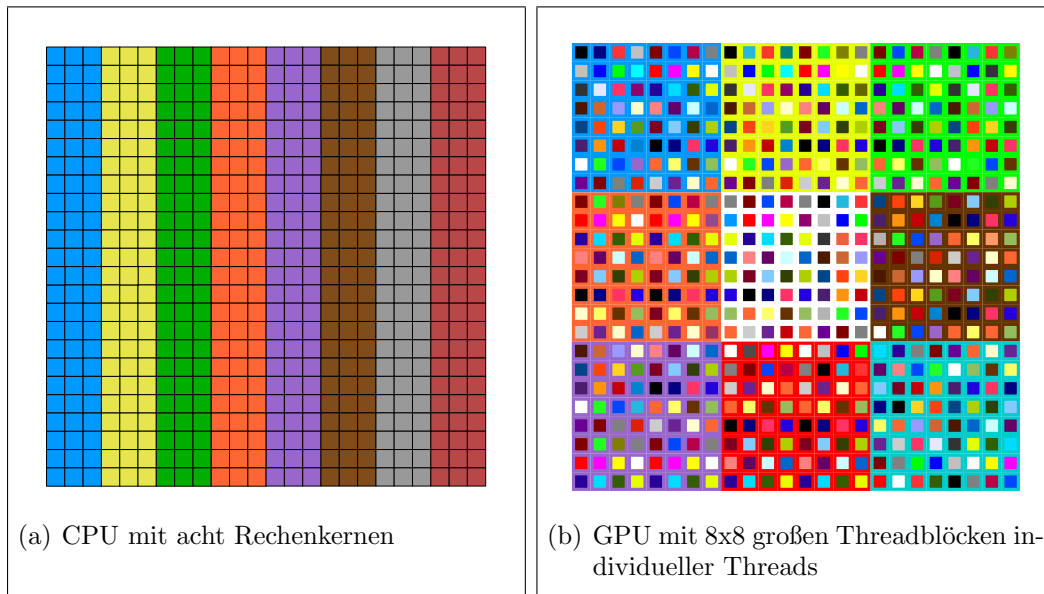 (a) CPU mit acht Rechenkernen
(b) GPU mit 8x8 großen Threadblöcken in-
dividueller Threads